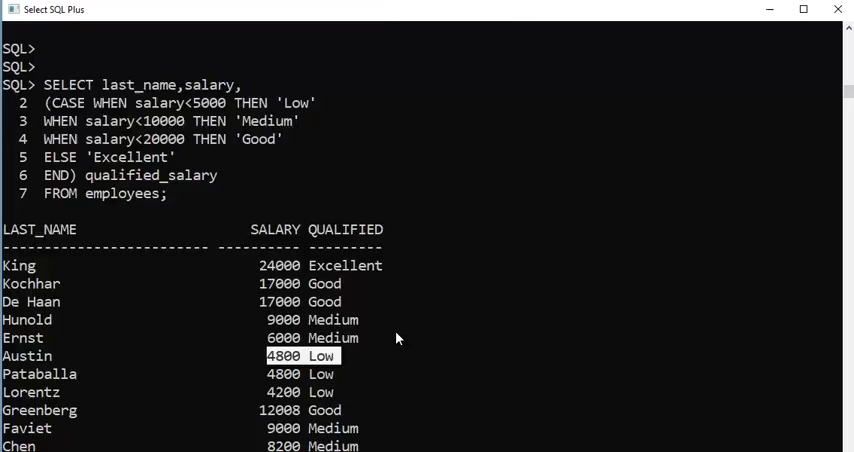 Select SQL Plus
SQL>
SQL>
SQL> SELECT last_name,salary,
  2  (CASE WHEN salary<5000 THEN 'Low'
  3  WHEN salary<10000 THEN 'Medium'
  4  WHEN salary<20000 THEN 'Good'
  5  ELSE 'Excellent'
  6  END) qualified_salary
  7  FROM employees;
LAST_NAME                     SALARY QUALIFIED
------------------------- ---------- ---------
King                           24000 Excellent
Kochhar                        17000 Good
De Haan                        17000 Good
Hunold                          9000 Medium
Ernst                           6000 Medium
Austin                          4800 Low
Pataballa                       4800 Low
Lorentz                         4200 Low
Greenberg                      12008 Good
Faviet                          9000 Medium
Chen                            8200 Medium